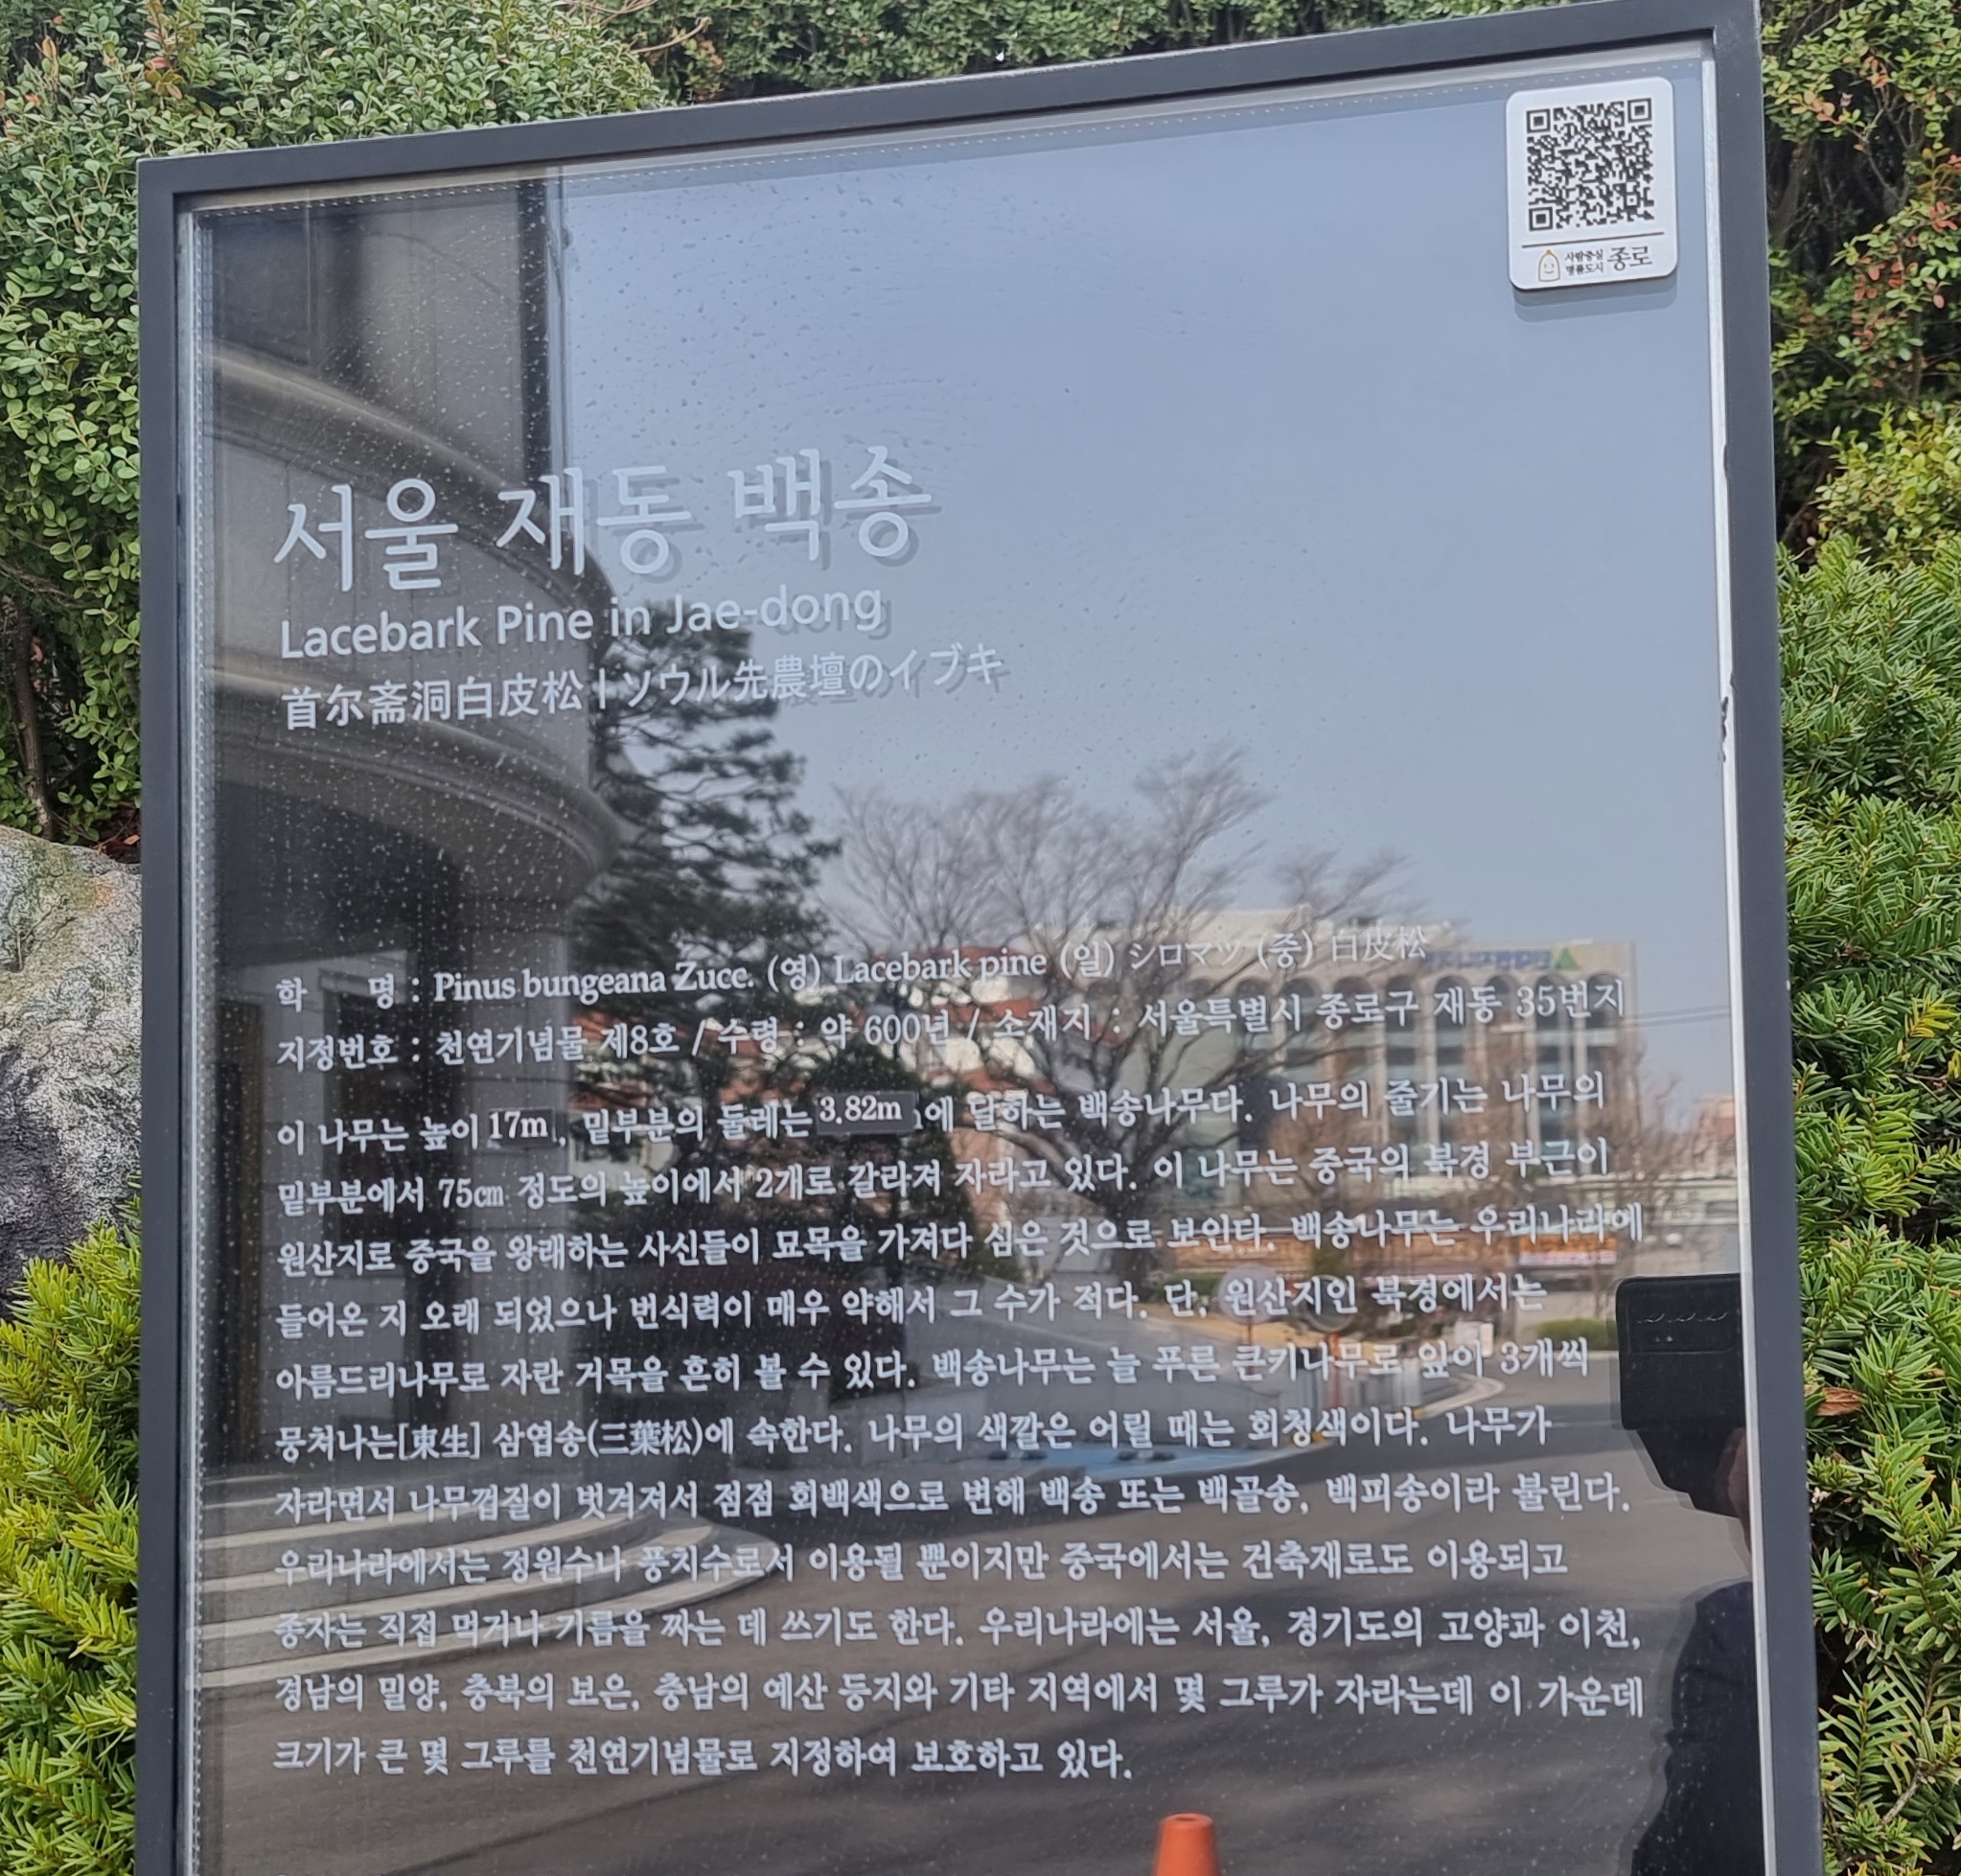 사람중심
명품도시 종로
서울 재동 백송
Lacebark Pine in Jae-dong
首尔斋洞白皮松 | ソウル先農壇のイブキ
학 명 : Pinus bungeana Zucc. (영) Lacebark pine (일) シロマツ (중) 白皮松
지정번호 : 천연기념물 제8호 / 수령 : 약 600년 / 소재지 : 서울특별시 종로구 재동 35번지
이 나무는 높이 17m, 밑부분의 둘레는 3.82m에 달하는 백송나무다. 나무의 줄기는 나무의
밑부분에서 75㎝ 정도의 높이에서 2개로 갈라져 자라고 있다. 이 나무는 중국의 북경 부근이
원산지로 중국을 왕래하는 사신들이 묘목을 가져다 심은 것으로 보인다. 백송나무는 우리나라에
들어온 지 오래 되었으나 번식력이 매우 약해서 그 수가 적다. 단, 원산지인 북경에서는
아름드리나무로 자란 거목을 흔히 볼 수 있다. 백송나무는 늘 푸른 큰키나무로 잎이 3개씩
뭉쳐나는[東生] 삼엽송(三葉松)에 속한다. 나무의 색깔은 어릴 때는 회청색이다. 나무가
자라면서 나무껍질이 벗겨져서 점점 회백색으로 변해 백송 또는 백골송, 백피송이라 불린다.
우리나라에서는 정원수나 풍치수로서 이용될 뿐이지만 중국에서는 건축재로도 이용되고
종자는 직접 먹거나 기름을 짜는 데 쓰기도 한다. 우리나라에는 서울, 경기도의 고양과 이천,
경남의 밀양, 충북의 보은, 충남의 예산 등지와 기타 지역에서 몇 그루가 자라는데 이 가운데
크기가 큰 몇 그루를 천연기념물로 지정하여 보호하고 있다.